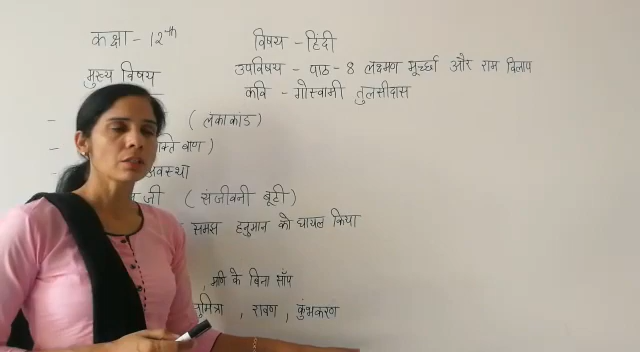 कक्षा - 12th
विषय - हिंदी
मुख्य विषय
उपविषय - पाठ - 8 लक्ष्मण मूर्च्छा और राम विलाप
कवि - गोस्वामी तुलसीदास
- ( लंकाकांड )
- बाण )
- अवस्था
जी ( संजीवनी बूटी )
समझ हनुमान को घायल किया
, मणि के बिना साँप
सुमित्रा , रावण , कुंभकरण